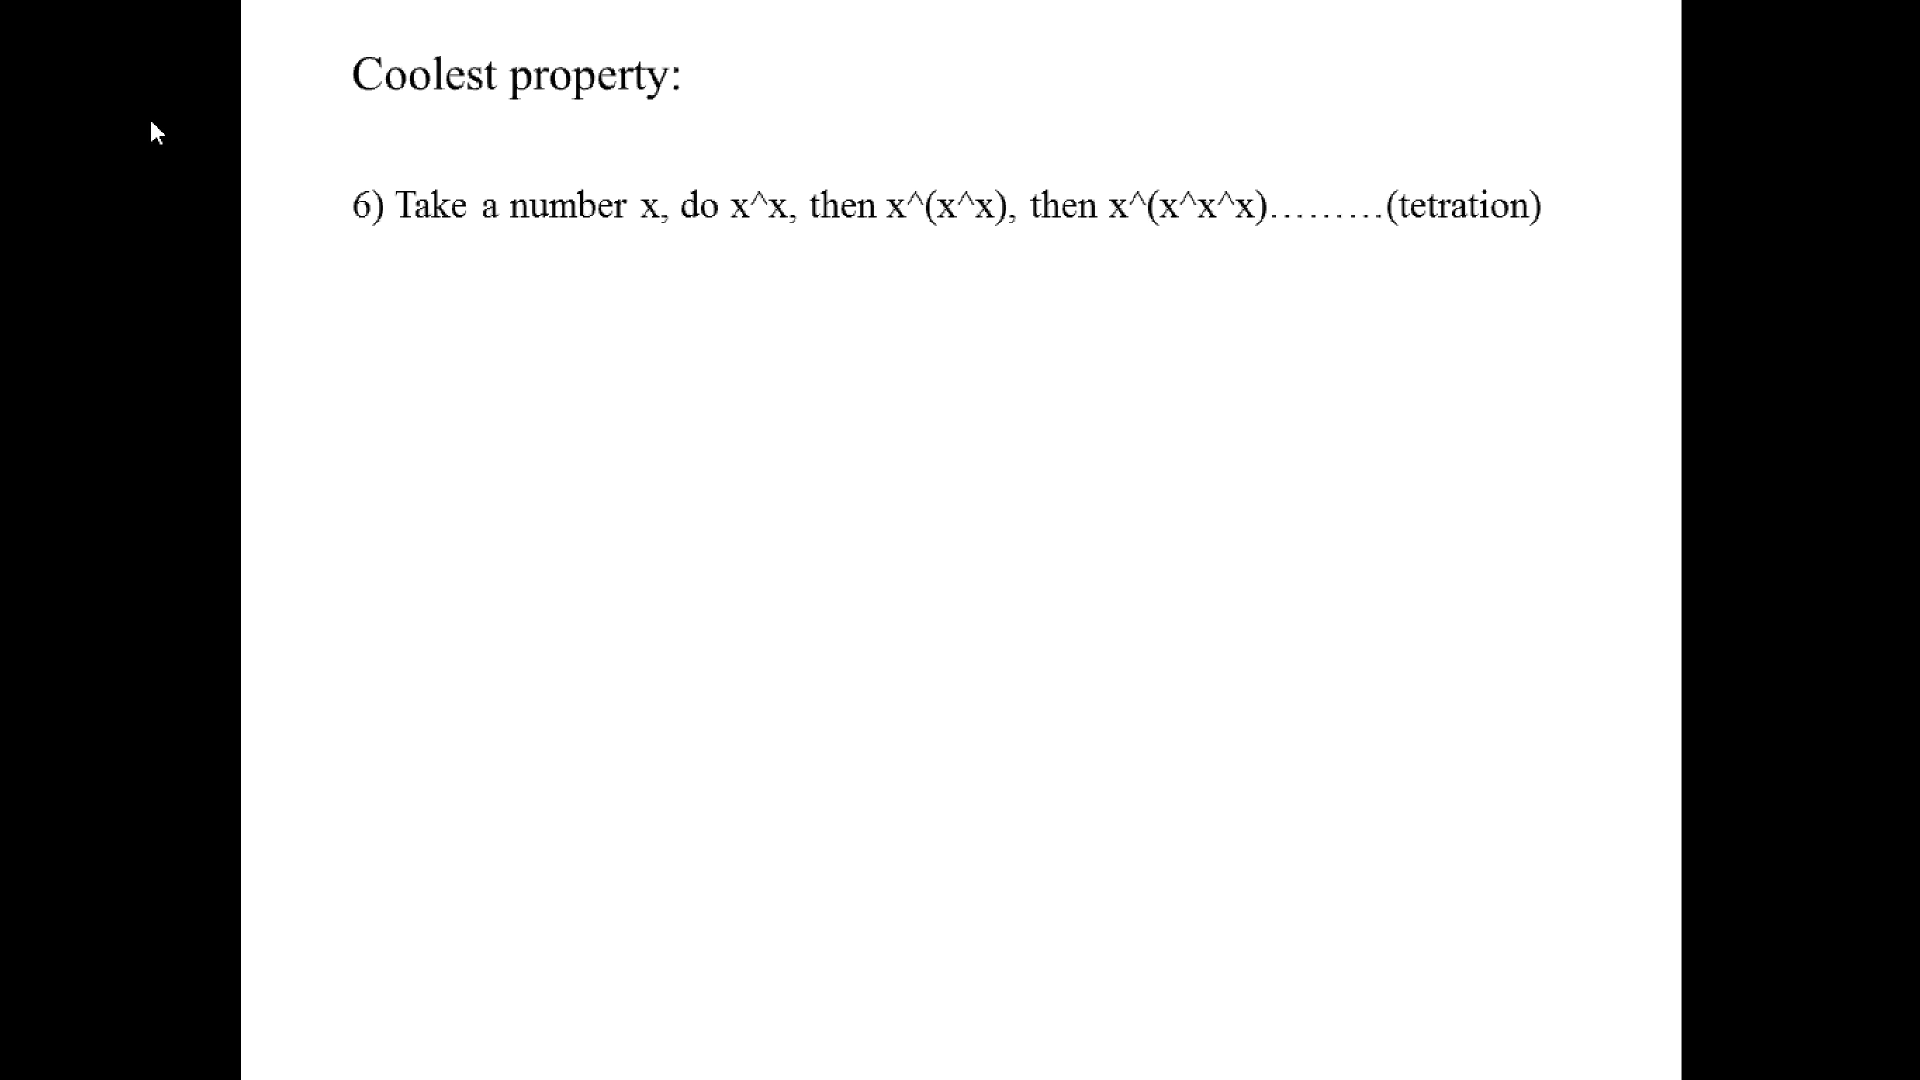 Coolest property:
6) Take a number x, do x^x, then x^(x^x), then x^(x^x^x)………(tetration)